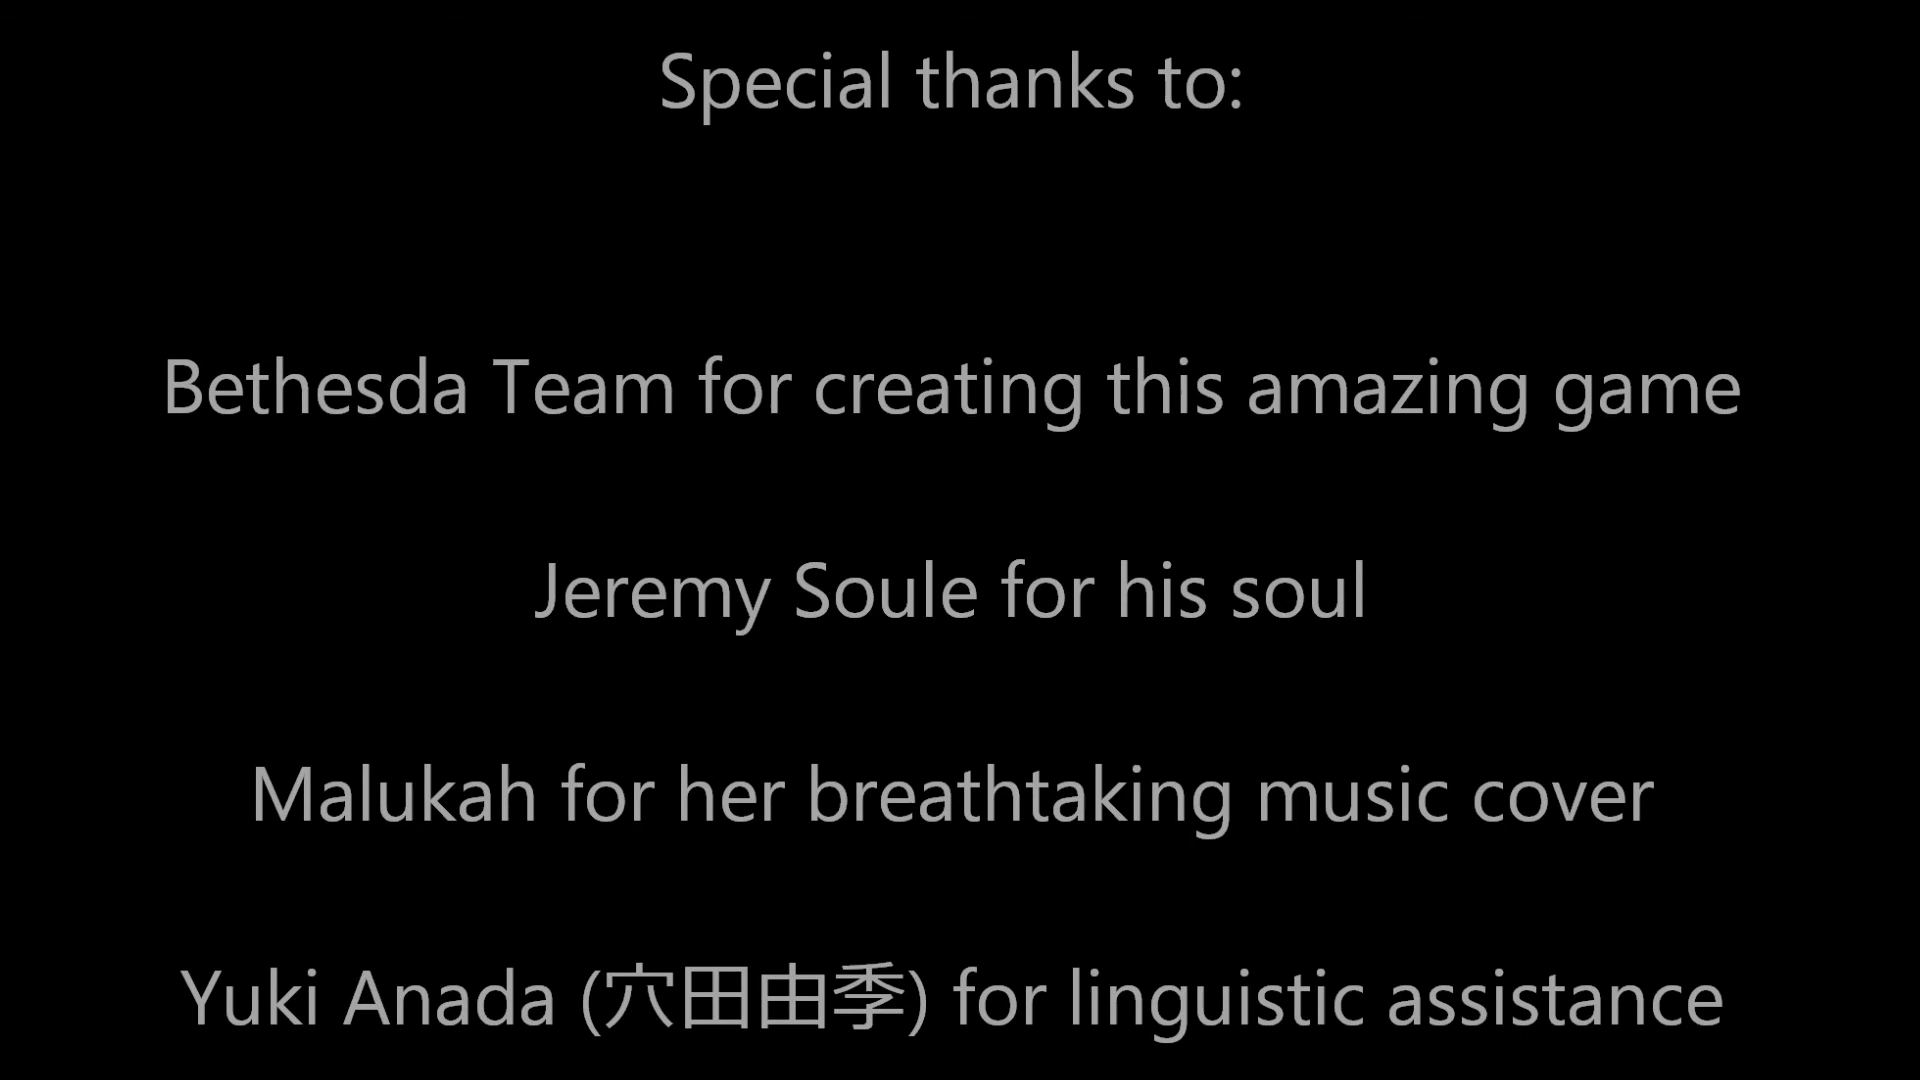 Special thanks to:
Bethesda Team for creating this amazing game
Jeremy Soule for his soul
Malukah for her breathtaking music cover
Yuki Anada (穴田由季) for linguistic assistance